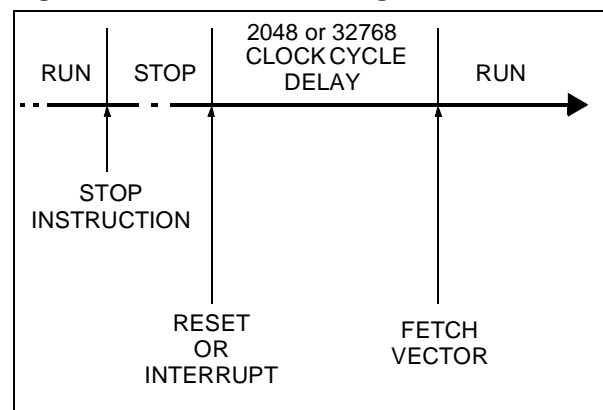 2048 or 32768
CLOCK CYCLE
DELAY
RUN
STOP
RUN
STOP
INSTRUCTION
RESET
OR
INTERRUPT
FETCH
VECTOR